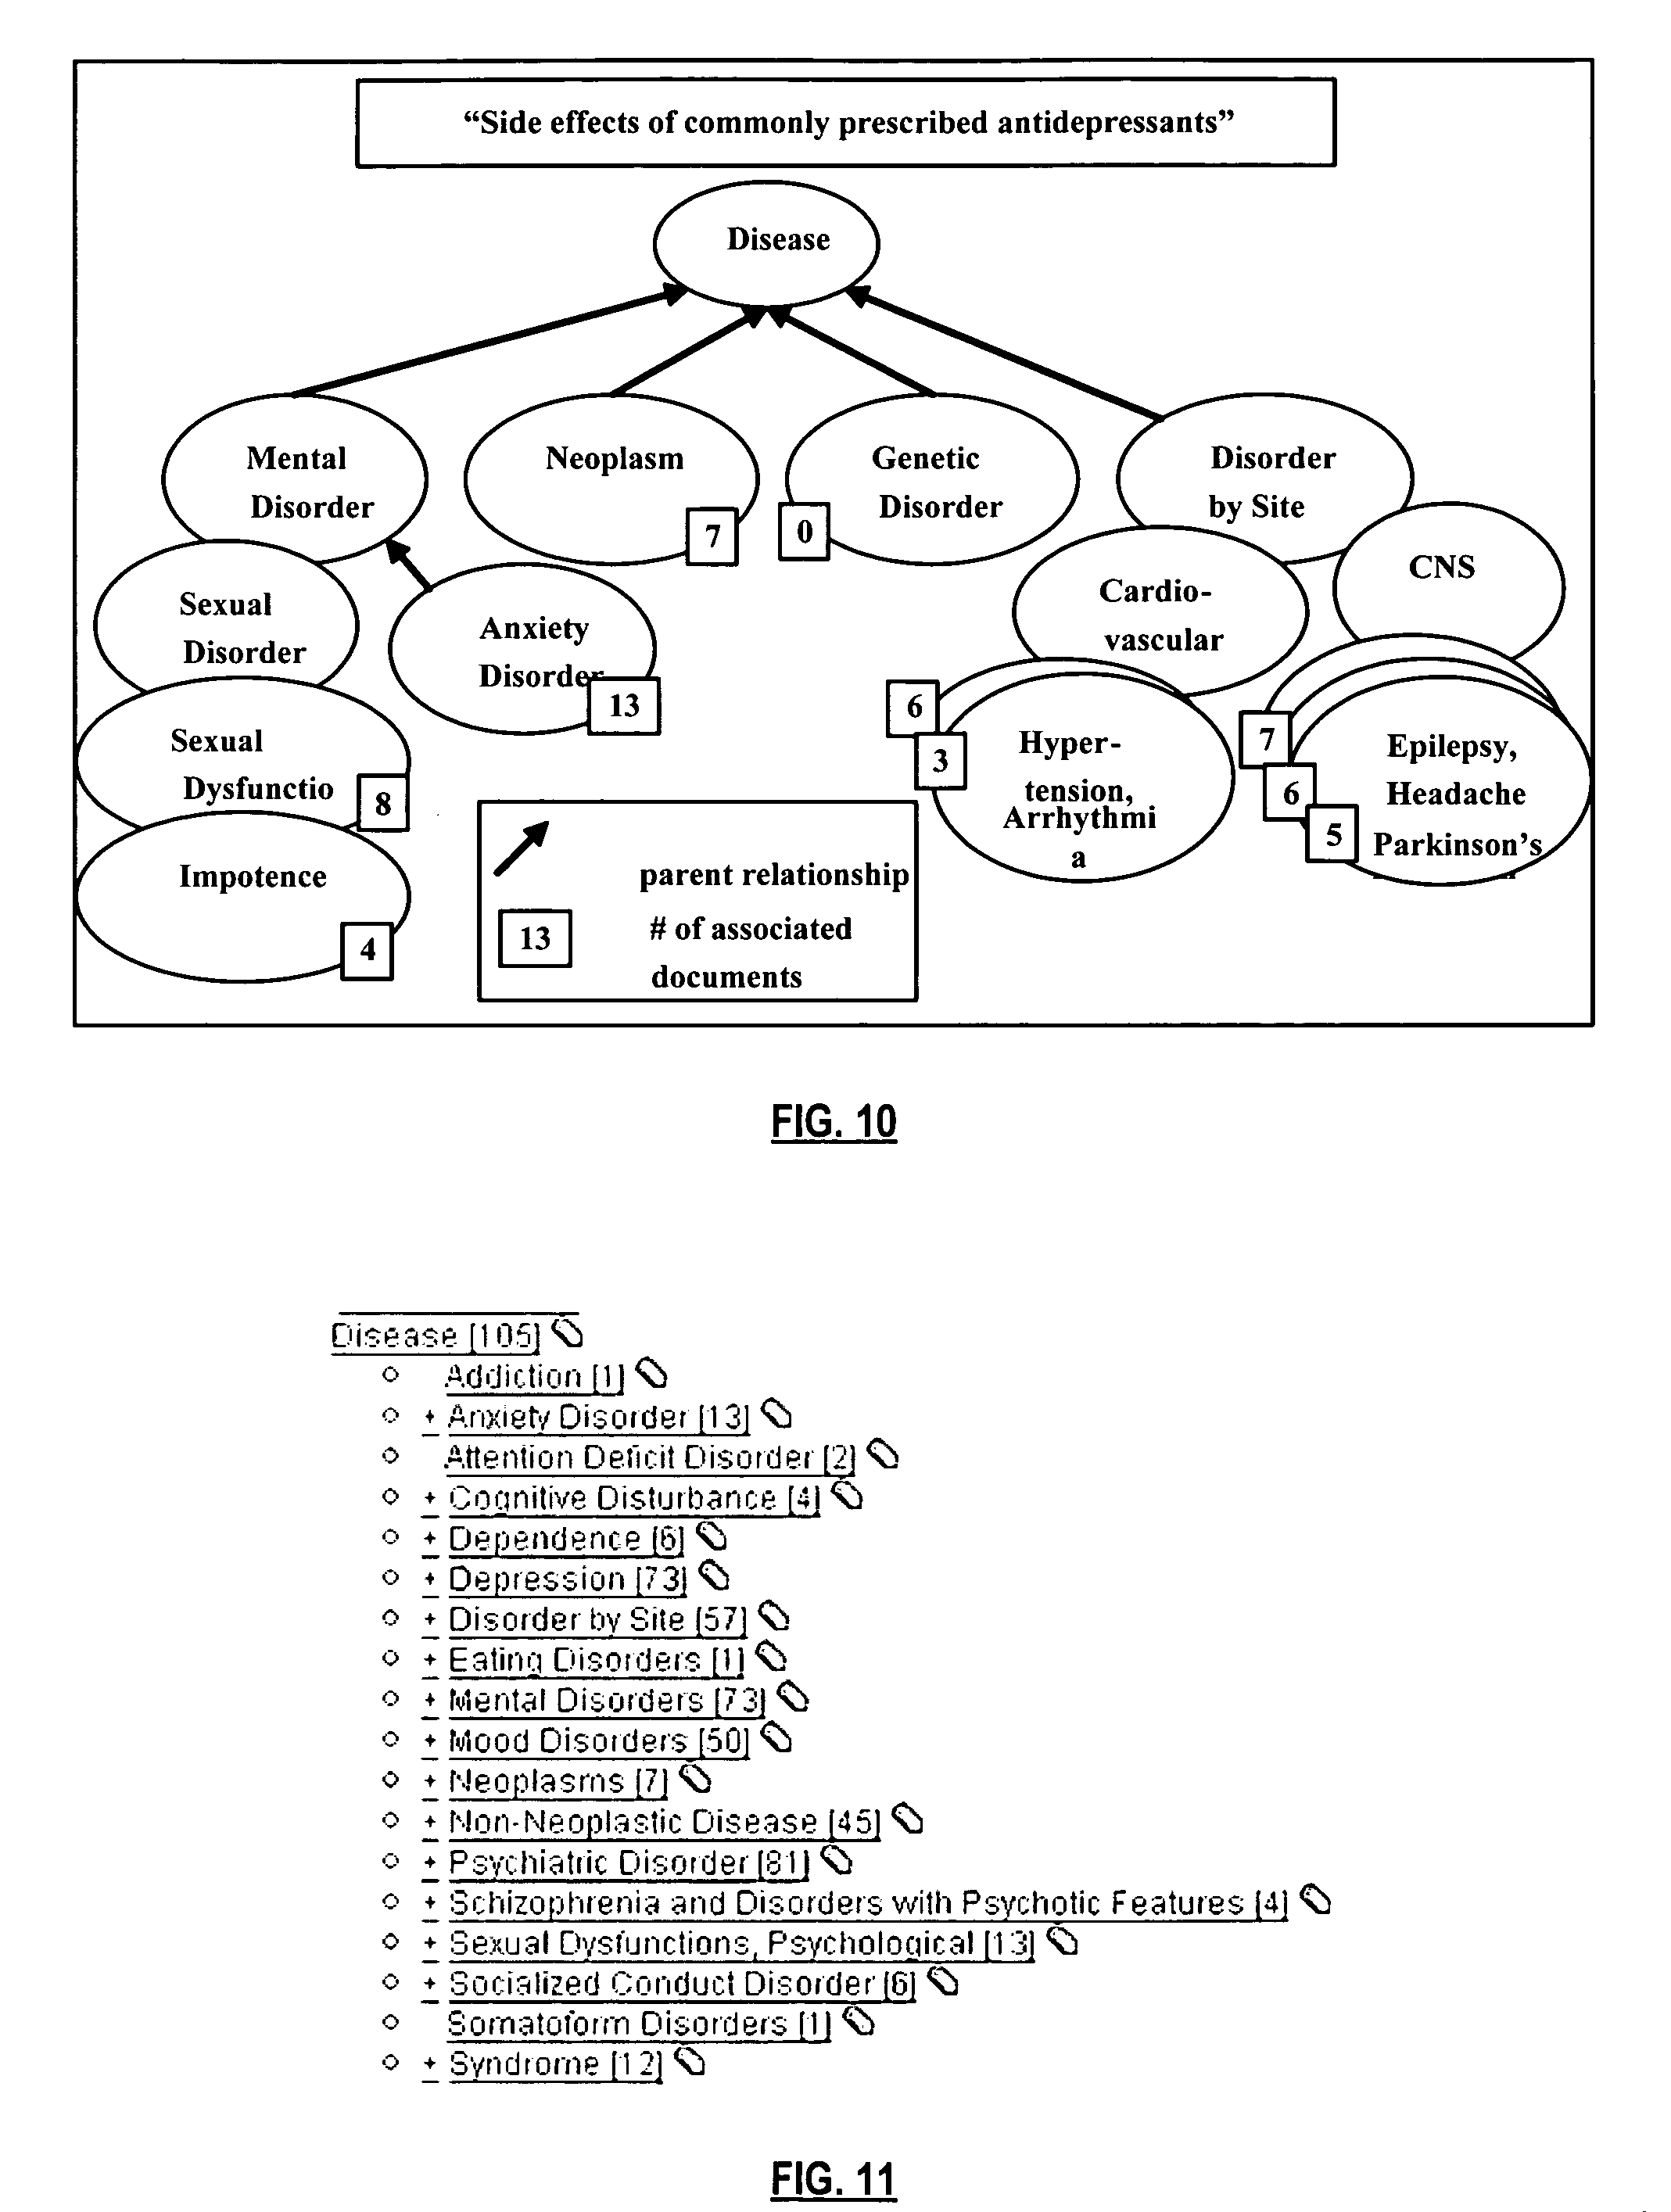 “Side effects of commonly prescribed antidepressants”
Disease
Mental
Disorder
Neoplasm
7
Genetic
Disorder
0
Disorder
by Site
Sexual
Disorder
Anxiety
Disorder
13
Cardio-
vascular
CNS
Sexual
Dysfunctio
8
Impotence
4
6
3
Hyper-
tension,
Arrhythmi
a
7
6
5
Epilepsy,
Headache
Parkinson’s
parent relationship
13
# of associated
documents
FIG. 10
Disease [105]
Addiction [1]
+ Anxiety Disorder [13]
Attention Deficit Disorder [2]
+ Cognitive Disturbance [4]
+ Dependence [6]
+ Depression [73]
+ Disorder by Site [57]
+ Eating Disorders [1]
+ Mental Disorders [73]
+ Mood Disorders [50]
+ Neoplasms [7]
+ Non-Neoplastic Disease [45]
+ Psychiatric Disorder [81]
+ Schizophrenia and Disorders with Psychotic Features [4]
+ Sexual Dysfunctions, Psychological [13]
+ Socialized Conduct Disorder [6]
Somatoform Disorders [1]
+ Syndrome [12]
FIG. 11